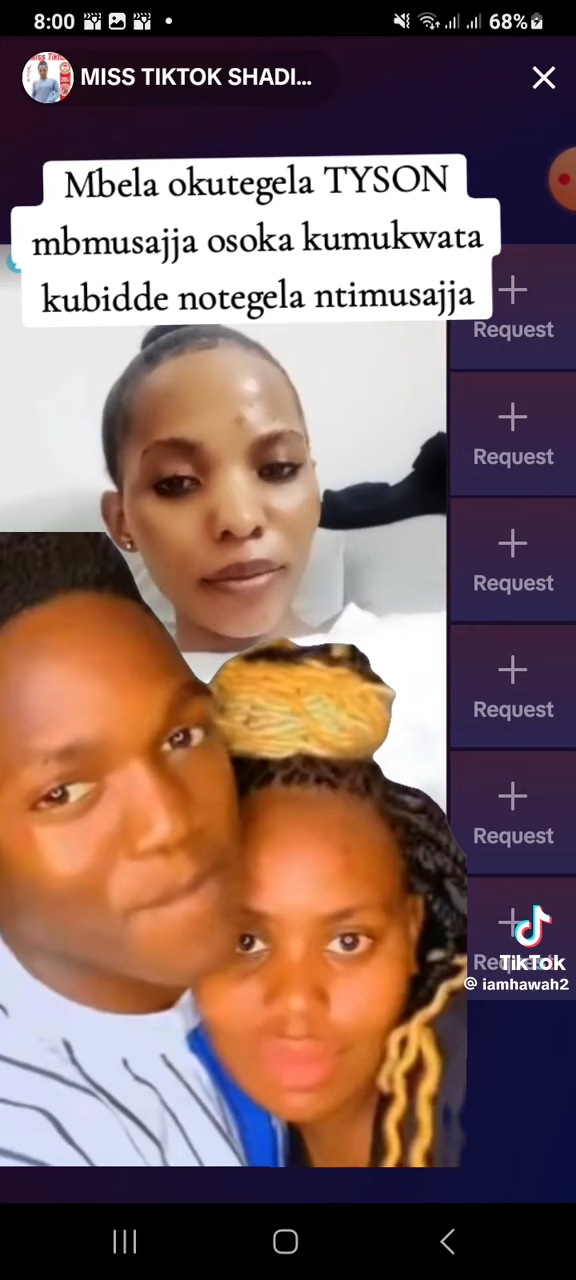 8:00
68%
MISS TIKTOK SHADI...
Mbela okutegela TYSON
mbmusajja osoka kumukwata
kubidde notegela ntimusajja
Request
Request
Request
Request
Request
Request
TikTok
@ iamhawah2